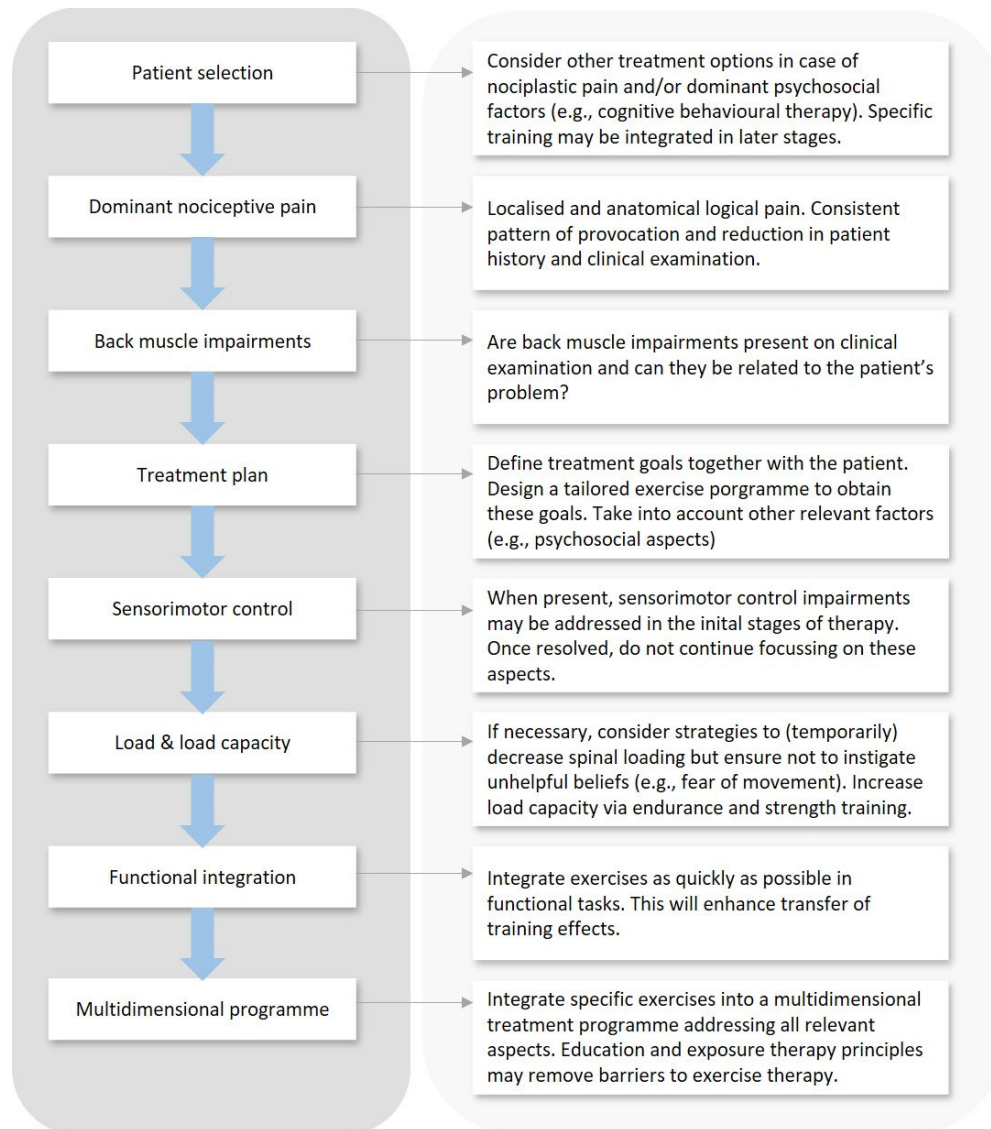 Patient selection
Consider other treatment options in case of
nociplastic pain and/or dominant psychosocial
factors (e.g., cognitive behavioural therapy). Specific
training may be integrated in later stages.
Dominant nociceptive pain
Localised and anatomical logical pain. Consistent
pattern of provocation and reduction in patient
history and clinical examination.
Back muscle impairments
Are back muscle impairments present on clinical
examination and can they be related to the patient's
problem?
Treatment plan
Define treatment goals together with the patient.
Design a tailored exercise porgramme to obtain
these goals. Take into account other relevant factors
(e.g., psychosocial aspects)
Sensorimotor control
When present, sensorimotor control impairments
may be addressed in the inital stages of therapy.
Once resolved, do not continue focussing on these
aspects.
Load & load capacity
If necessary, consider strategies to (temporarily)
decrease spinal loading but ensure not to instigate
unhelpful beliefs (e.g., fear of movement). Increase
load capacity via endurance and strength training.
Functional integration
Integrate exercises as quickly as possible in
functional tasks. This will enhance transfer of
training effects.
Multidimensional programme
Integrate specific exercises into a multidimensional
treatment programme addressing all relevant
aspects. Education and exposure therapy principles
may remove barriers to exercise therapy.